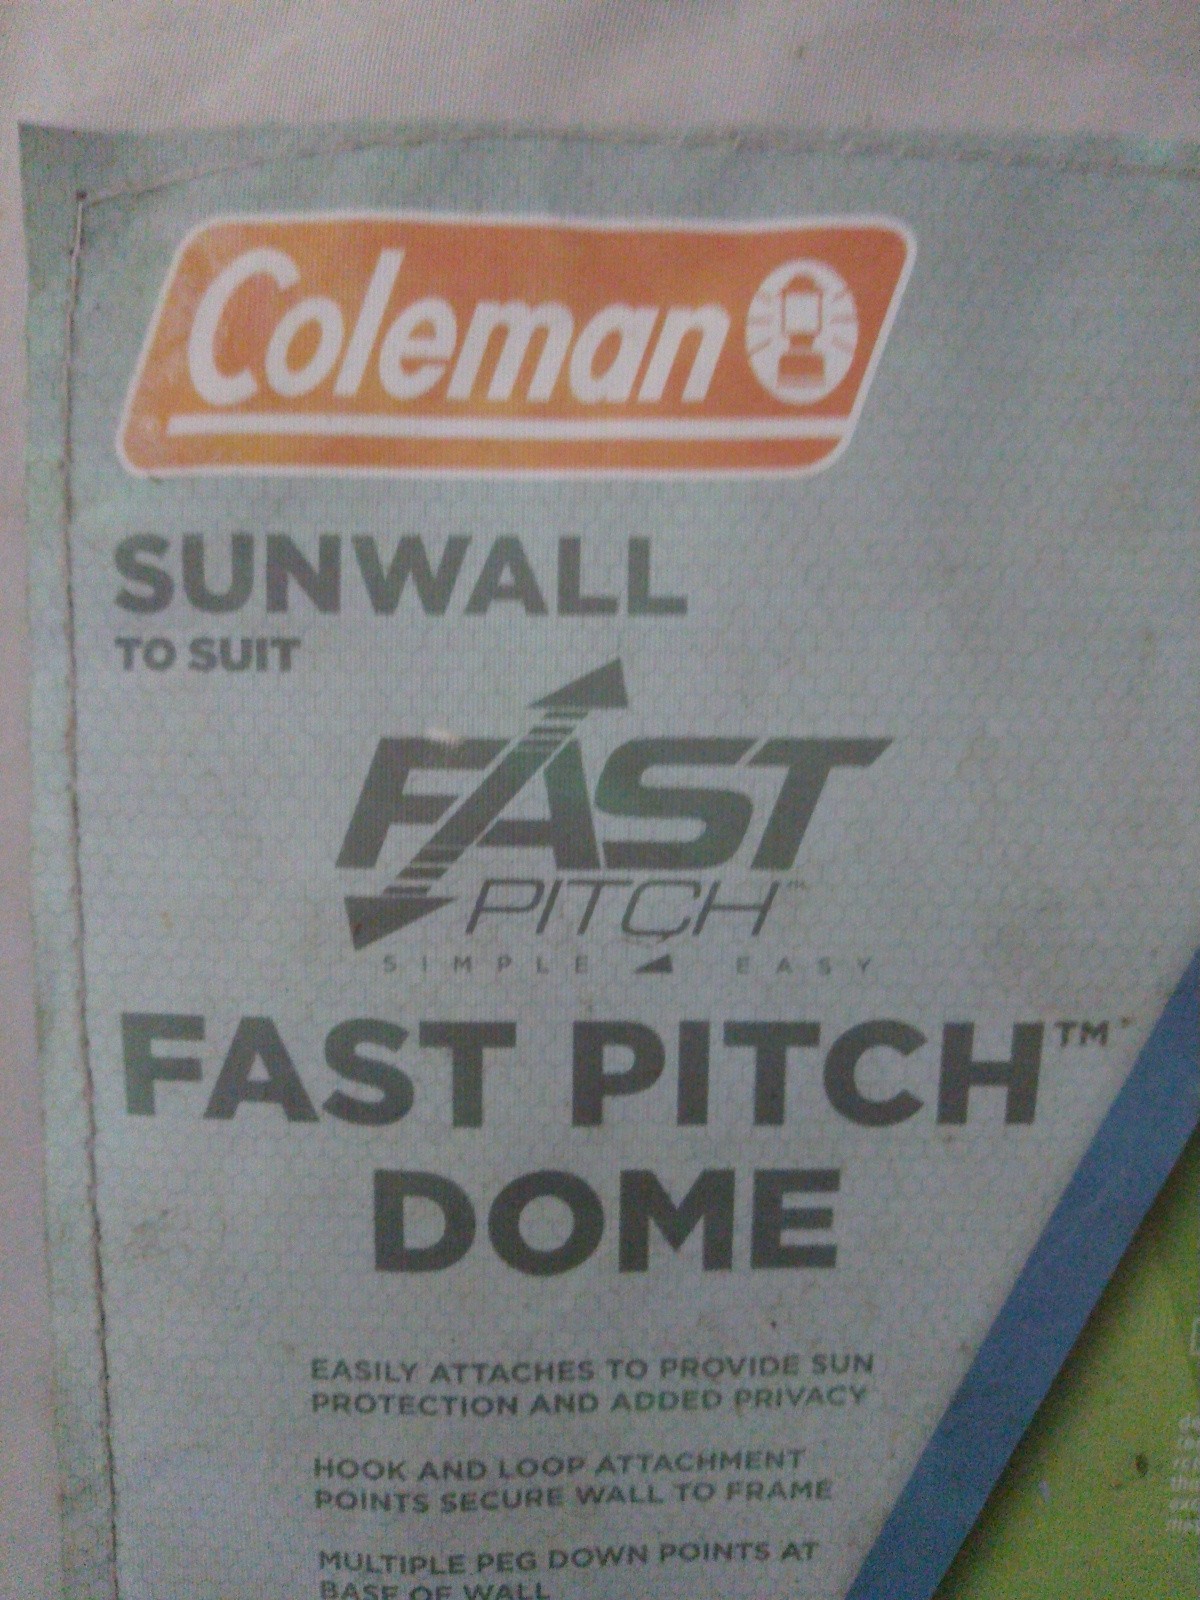 Coleman
SUNWALL
TO SUIT
FAST
PITCH™
SIMPLE EASY
FAST PITCH™
DOME
EASILY ATTACHES TO PROVIDE SUN
PROTECTION AND ADDED PRIVACY
HOOK AND LOOP ATTACHMENT
POINTS SECURE WALL TO FRAME
MULTIPLE PEG DOWN POINTS AT
BASE OF WALL